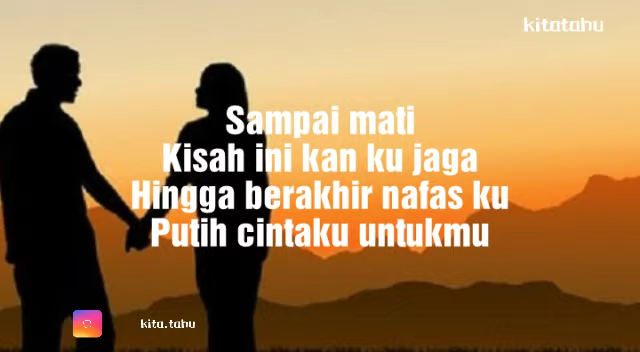 kitatahu
Sampai mati
Kisah ini kan ku jaga
Hingga berakhir nafas ku
Putih cintaku untukmu
kita.tahu